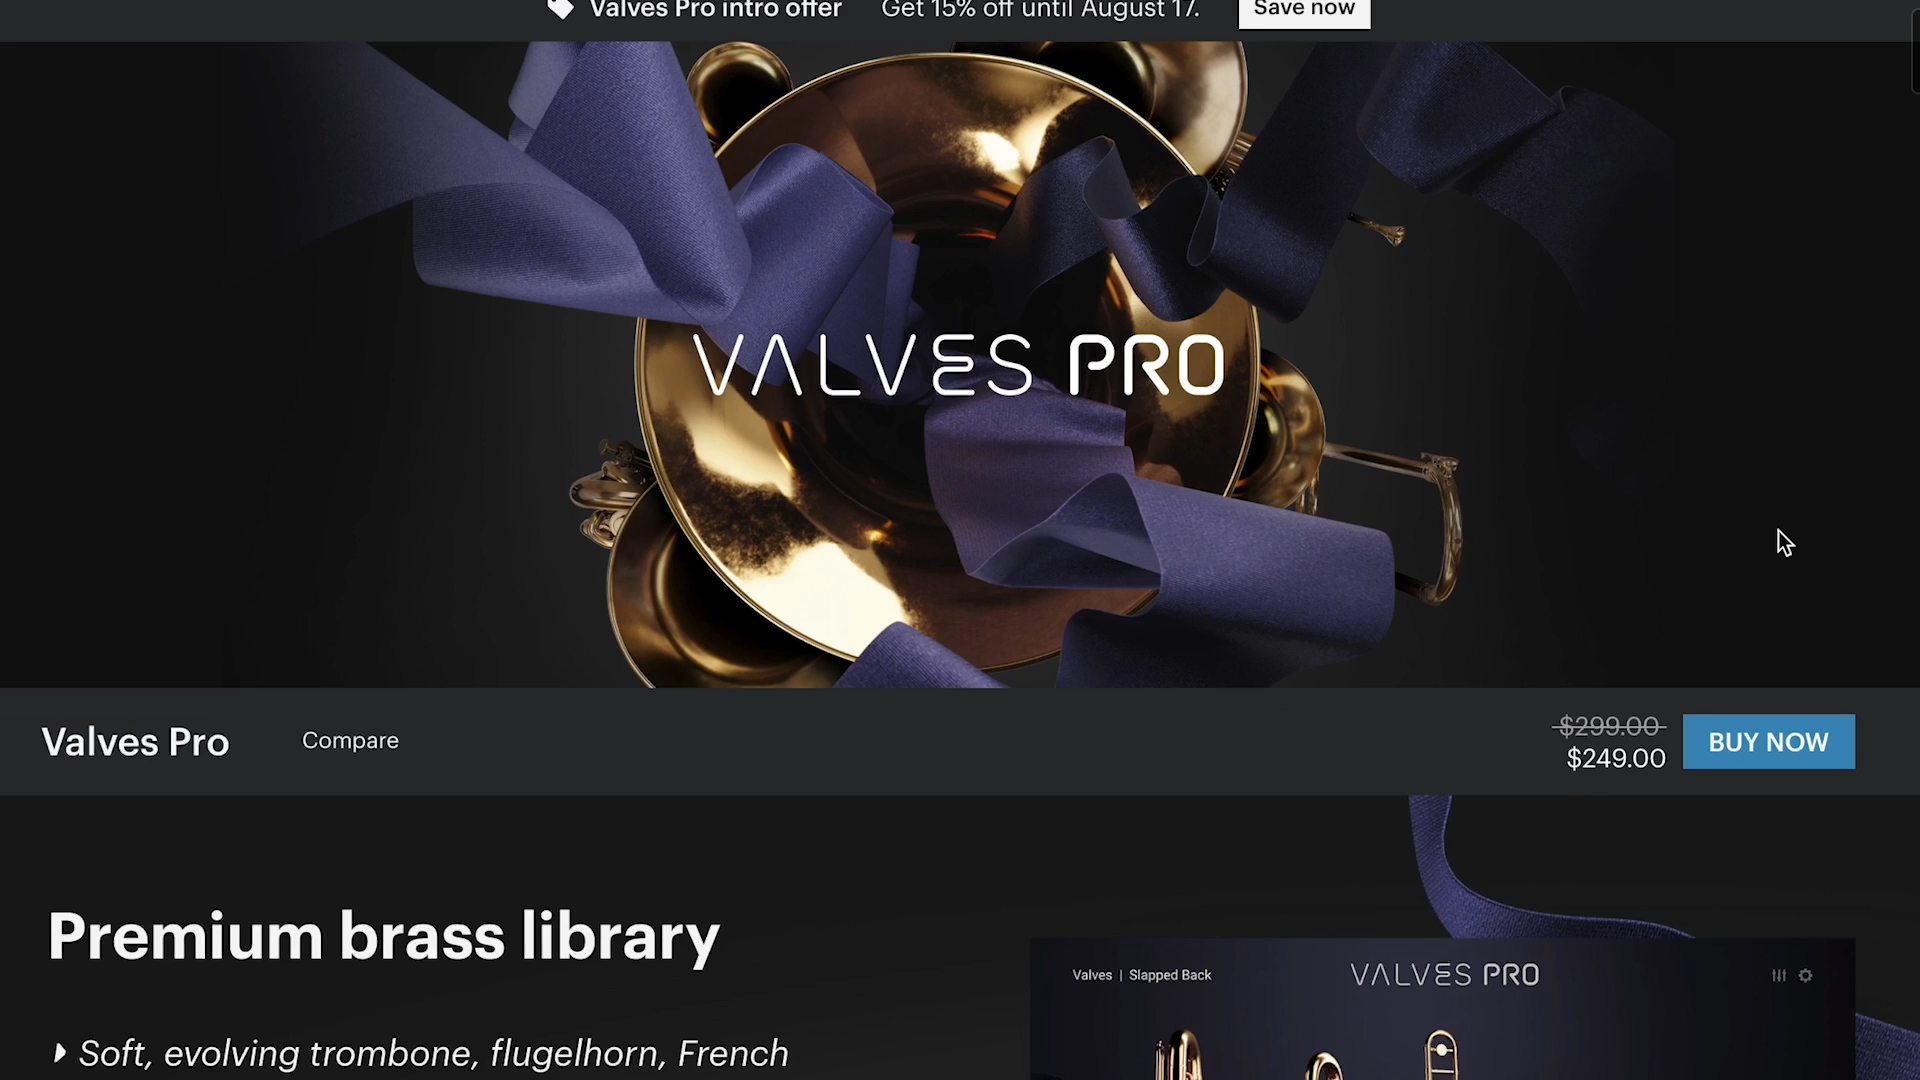 Valves Pro intro offer Get 15% off until August 17. Save now
VALVES PRO
Valves Pro Compare
$299.00
$249.00
BUY NOW
Premium brass library
Soft, evolving trombone, flugelhorn, French
Valves | Slapped Back
VALVES PRO